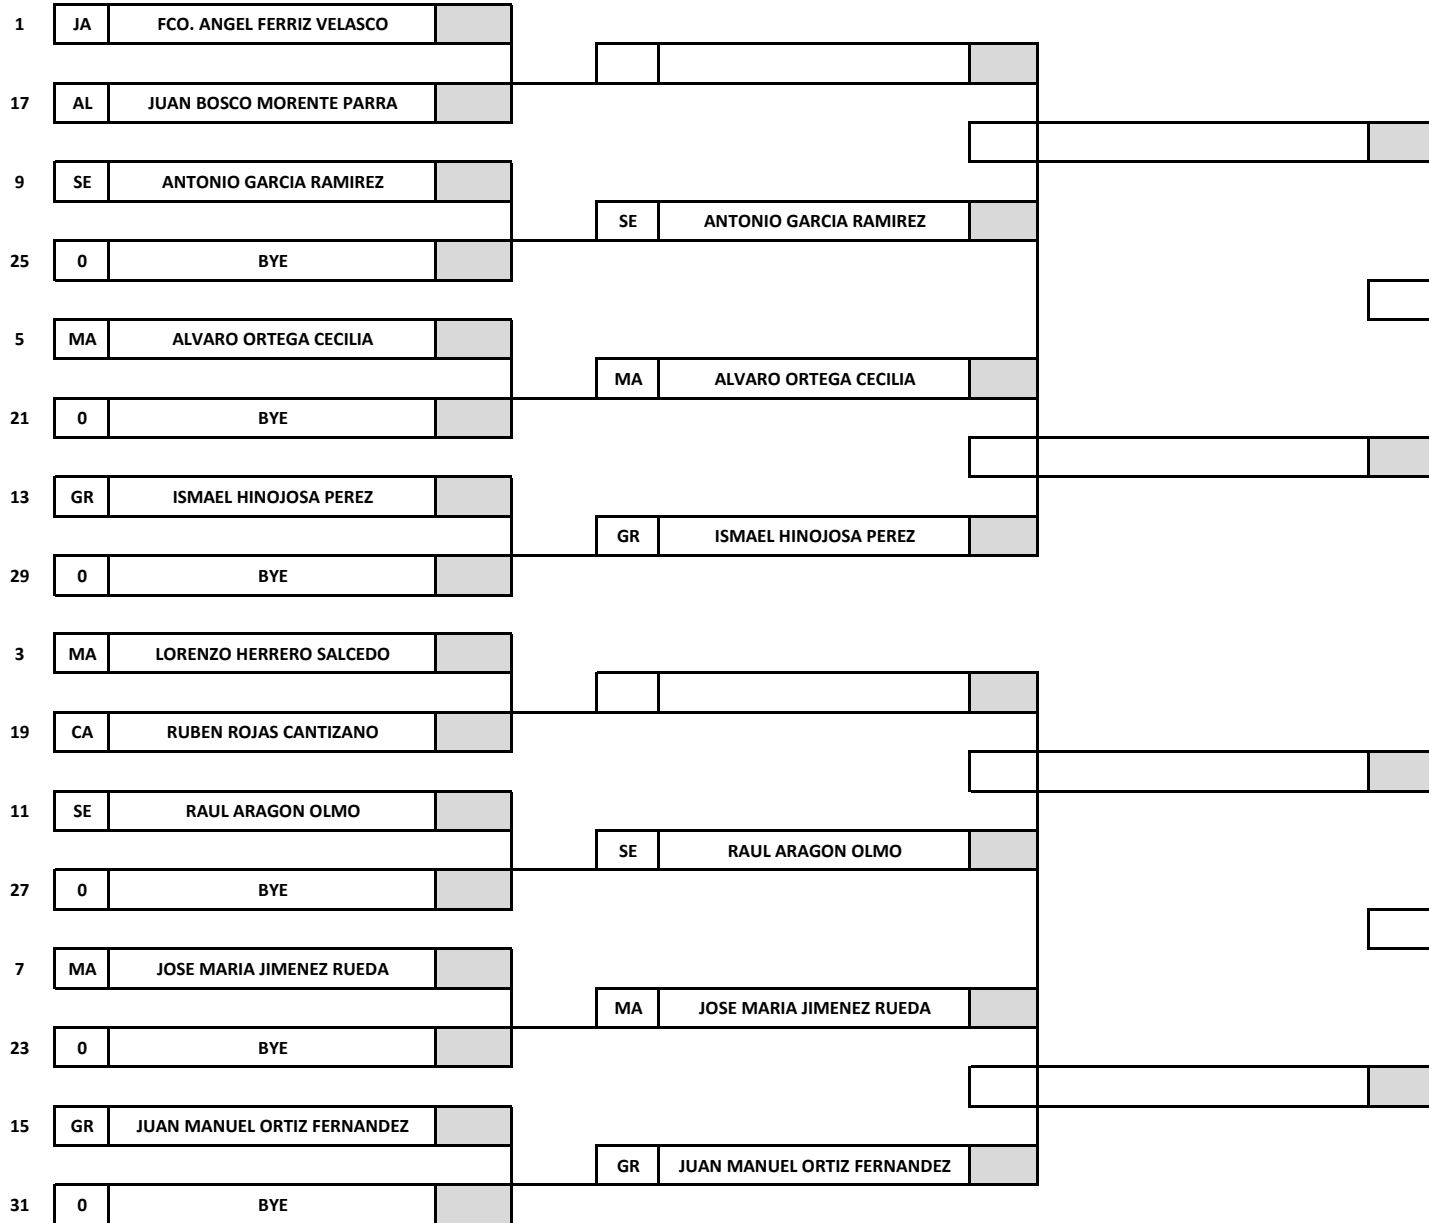 1 JA FCO. ANGEL FERRIZ VELASCO
17 AL JUAN BOSCO MORENTE PARRA
9 SE ANTONIO GARCIA RAMIREZ
SE ANTONIO GARCIA RAMIREZ
25 0 BYE
5 MA ALVARO ORTEGA CECILIA
MA ALVARO ORTEGA CECILIA
21 0 BYE
13 GR ISMAEL HINOJOSA PEREZ
GR ISMAEL HINOJOSA PEREZ
29 0 BYE
3 MA LORENZO HERRERO SALCEDO
19 CA RUBEN ROJAS CANTIZANO
11 SE RAUL ARAGON OLMO
SE RAUL ARAGON OLMO
27 0 BYE
7 MA JOSE MARIA JIMENEZ RUEDA
MA JOSE MARIA JIMENEZ RUEDA
23 0 BYE
15 GR JUAN MANUEL ORTIZ FERNANDEZ
GR JUAN MANUEL ORTIZ FERNANDEZ
31 0 BYE